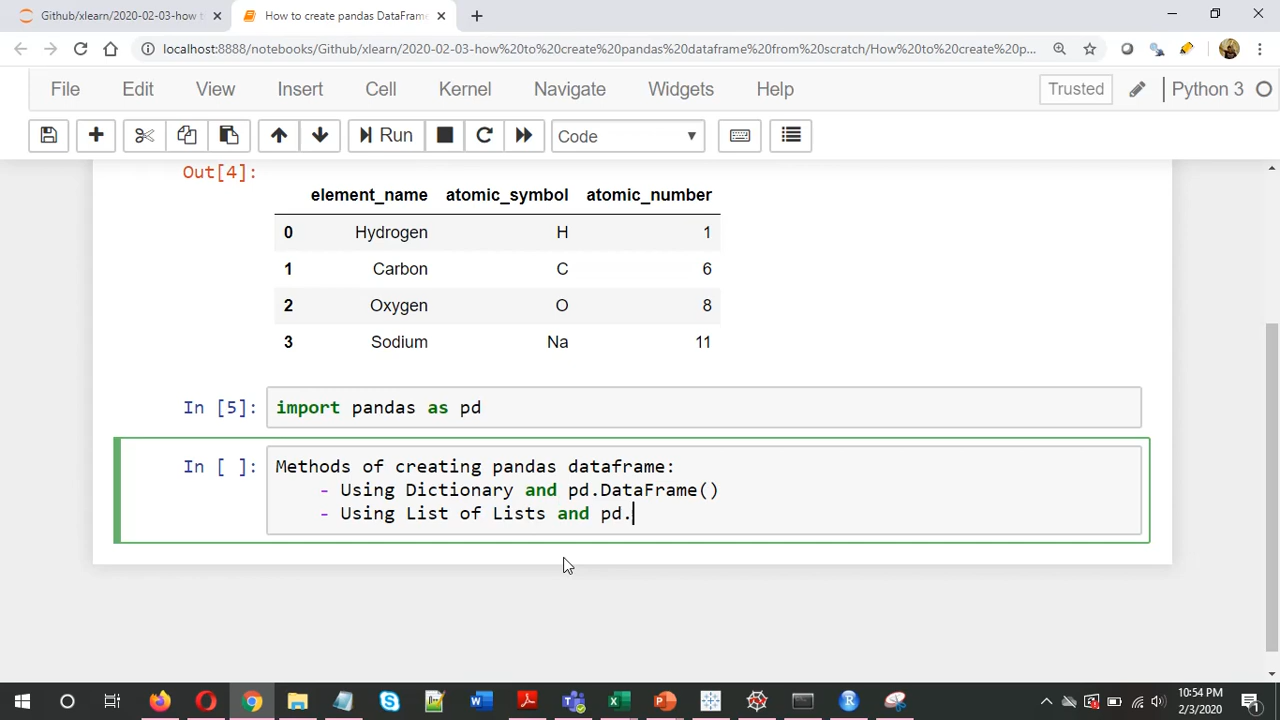 Github/xlearn/2020-02-03-how t
How to create pandas DataFrame
localhost:8888/notebooks/Github/xlearn/2020-02-03-how%20to%20create%20pandas%20dataframe%20from%20scratch/How%20to%20create%20p...
File Edit View Insert Cell Kernel Navigate Widgets Help Trusted Python 3
Run Code
Out[4]:
element_name atomic_symbol atomic_number
0 Hydrogen H 1
1 Carbon C 6
2 Oxygen O 8
3 Sodium Na 11
In [5]: import pandas as pd
In [ ]: Methods of creating pandas dataframe:
- Using Dictionary and pd.DataFrame()
- Using List of Lists and pd.
10:54 PM
2/3/2020